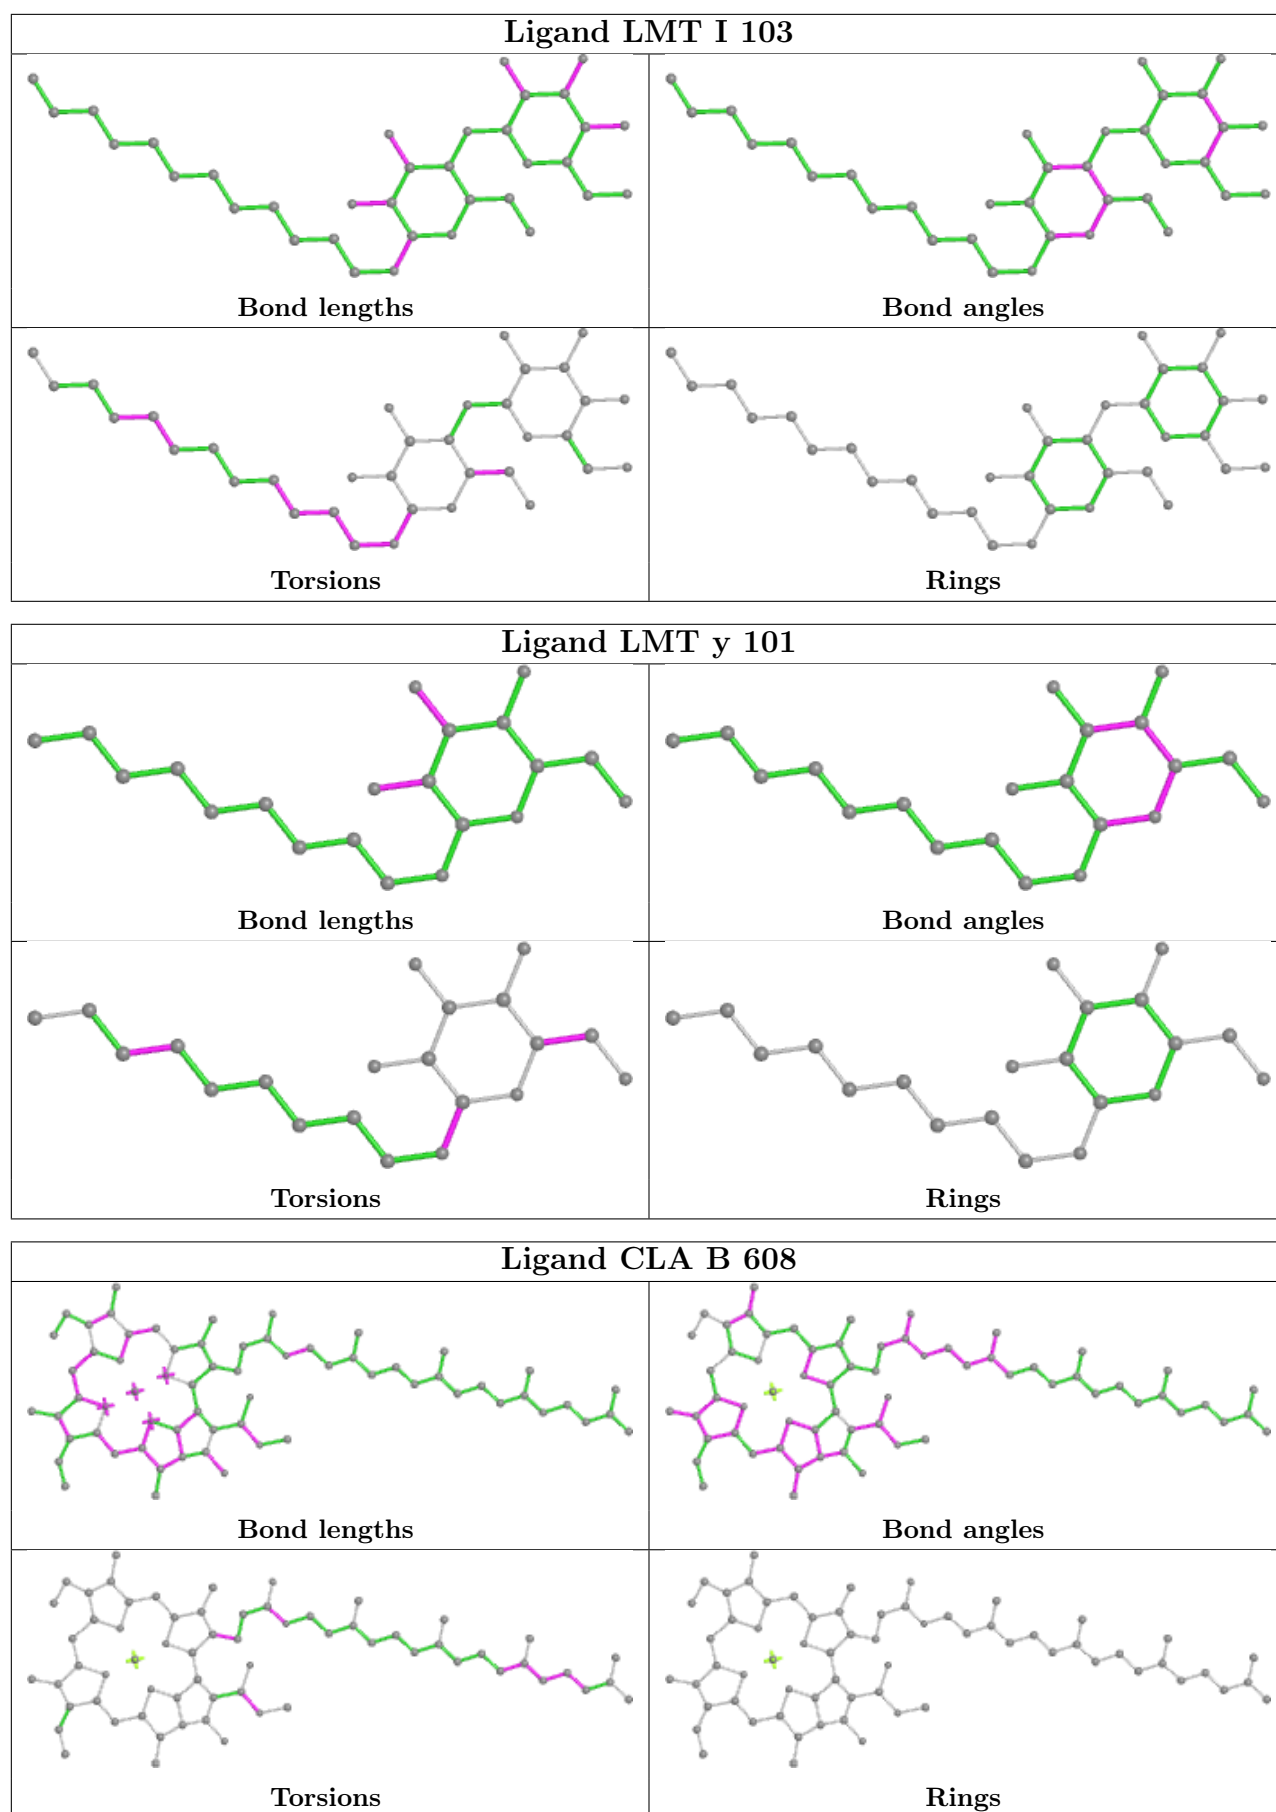 Ligand LMT I 103
Bond lengths
Bond angles
Torsions
Rings
Ligand LMT y 101
Bond lengths
Bond angles
Torsions
Rings
Ligand CLA B 608
Bond lengths
Bond angles
Torsions
Rings